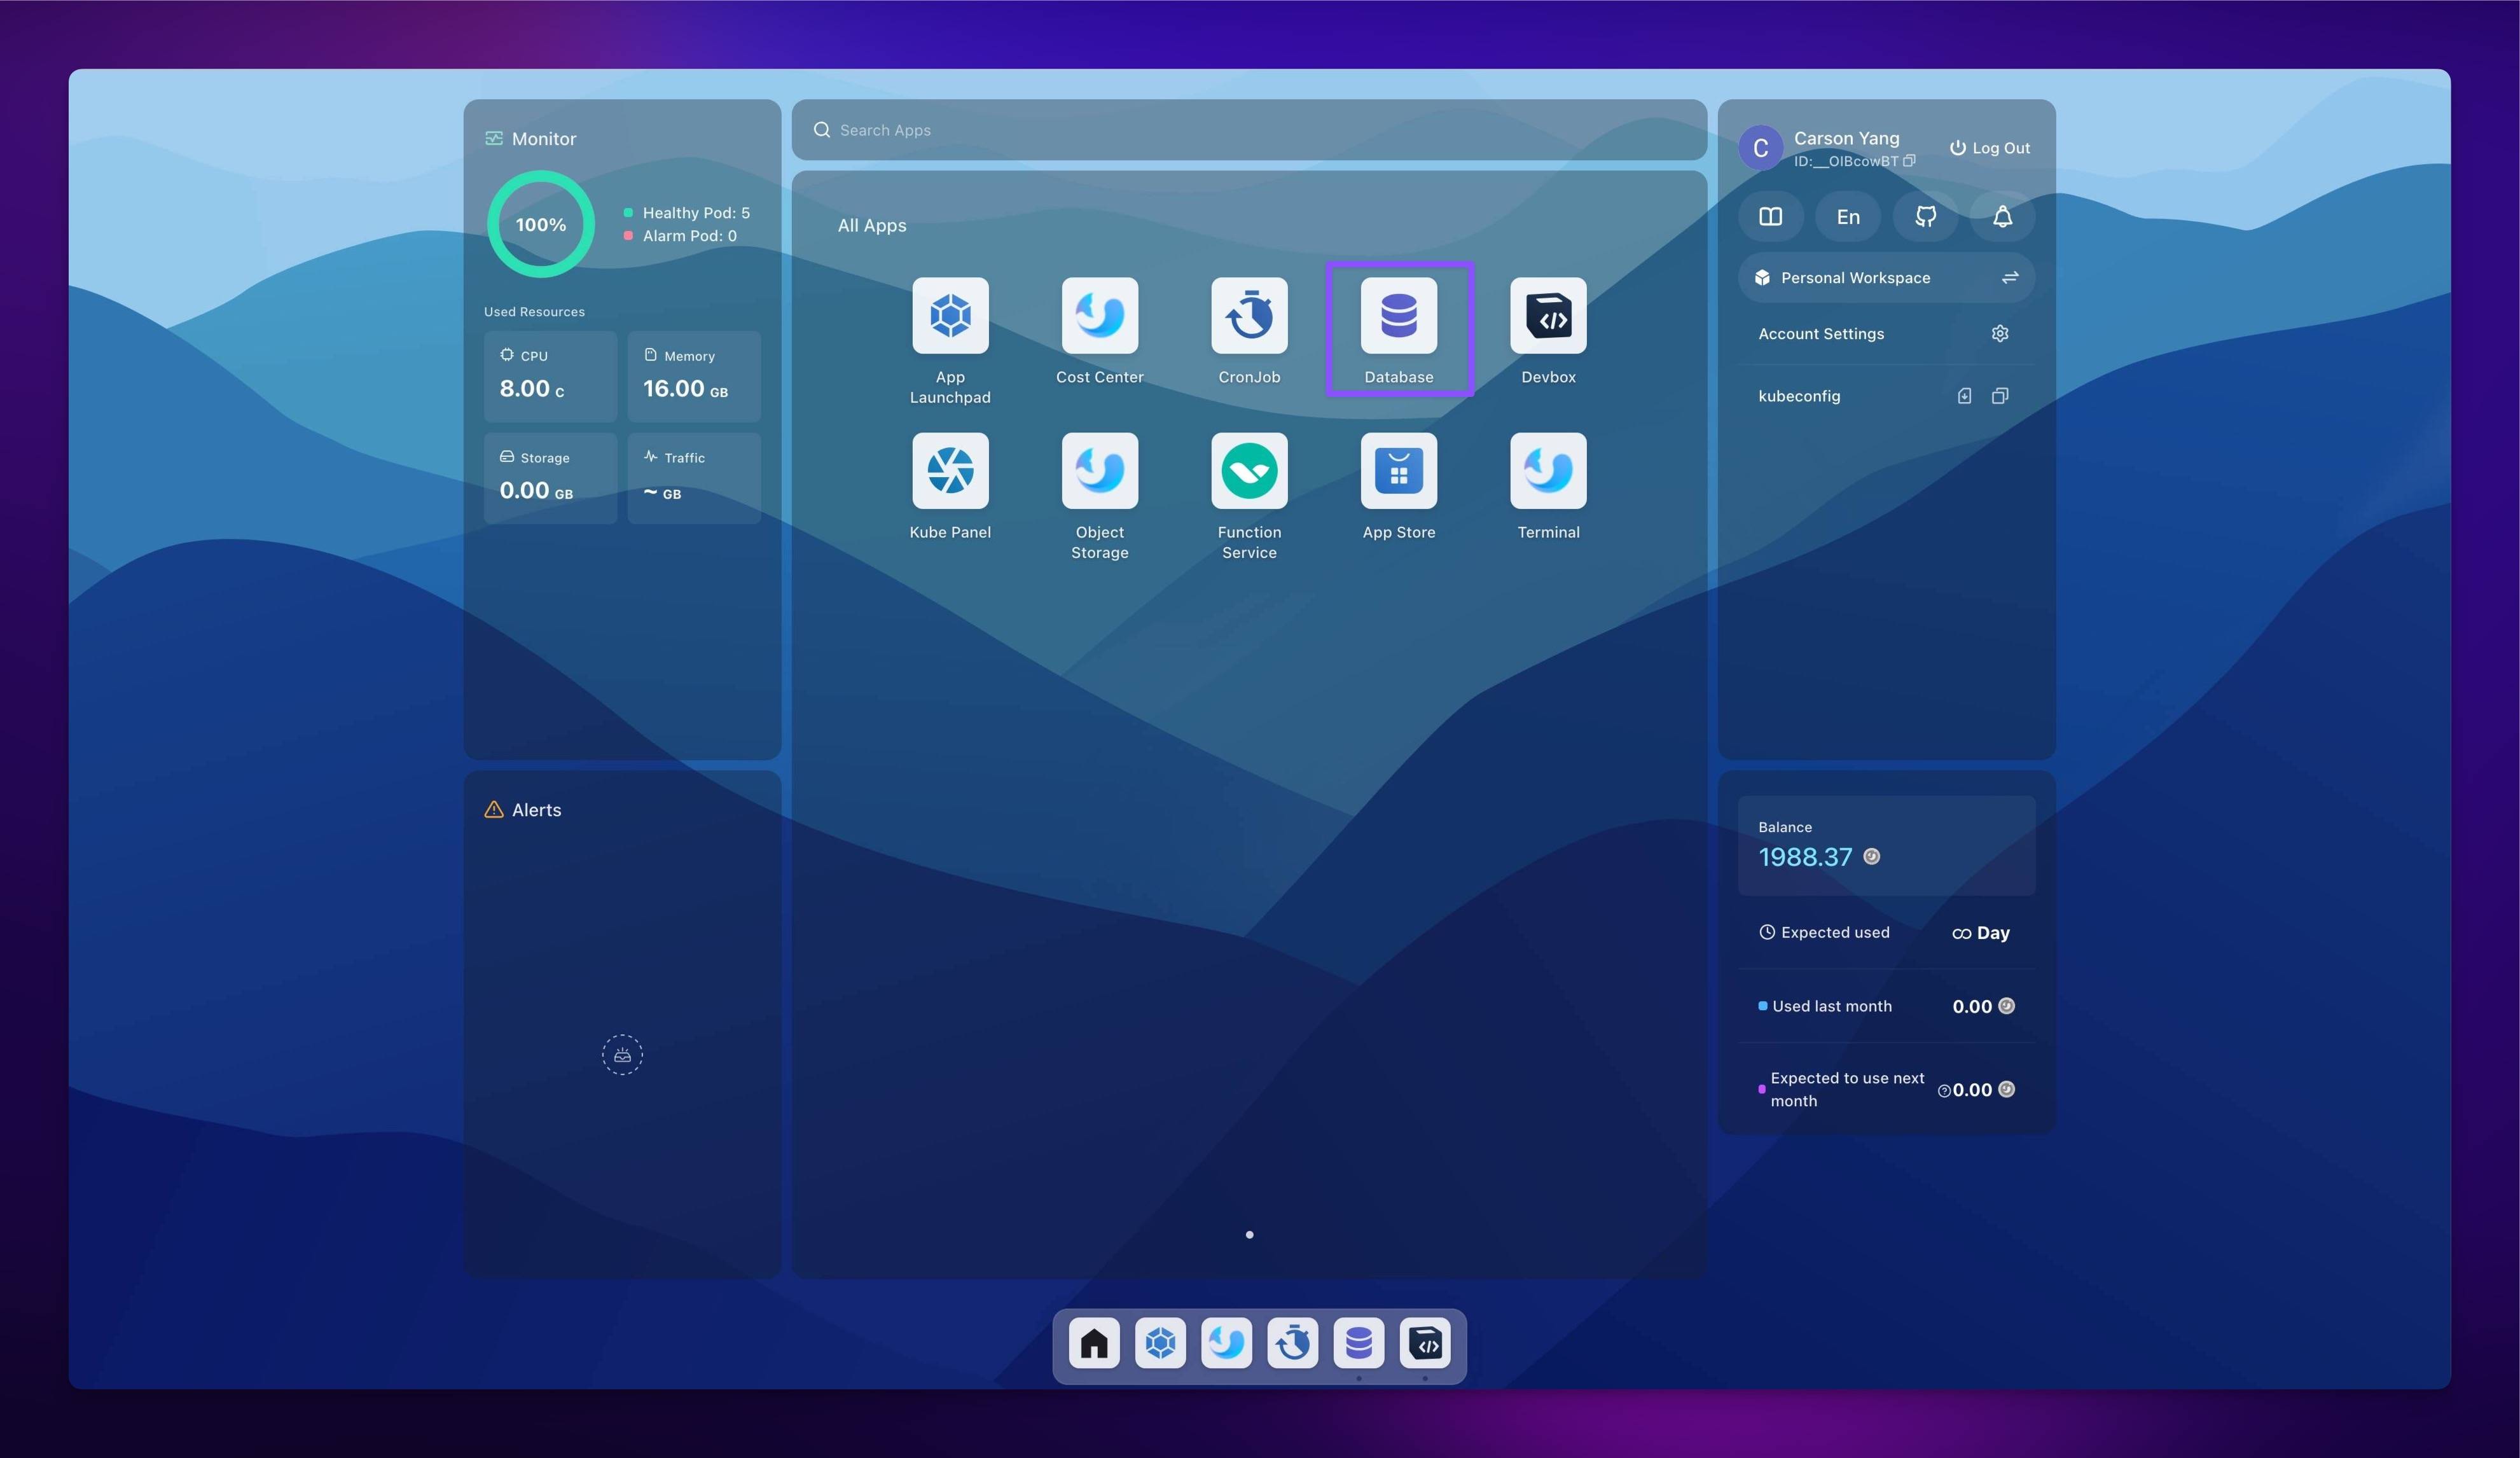 Monitor
100%
Healthy Pod: 5
Alarm Pod: 0
Used Resources
CPU
8.00 C
Memory
16.00 GB
Storage
0.00 GB
Traffic
~ GB
Alerts
Search Apps
All Apps
App
Launchpad
Cost Center
CronJob
Database
Devbox
Kube Panel
Object
Storage
Function
Service
App Store
Terminal
C
Carson Yang
ID:__OIBcowBT
Log Out
En
Personal Workspace
Account Settings
kubeconfig
Balance
1988.37
Expected used
∞ Day
Used last month
0.00
Expected to use next
month
0.00